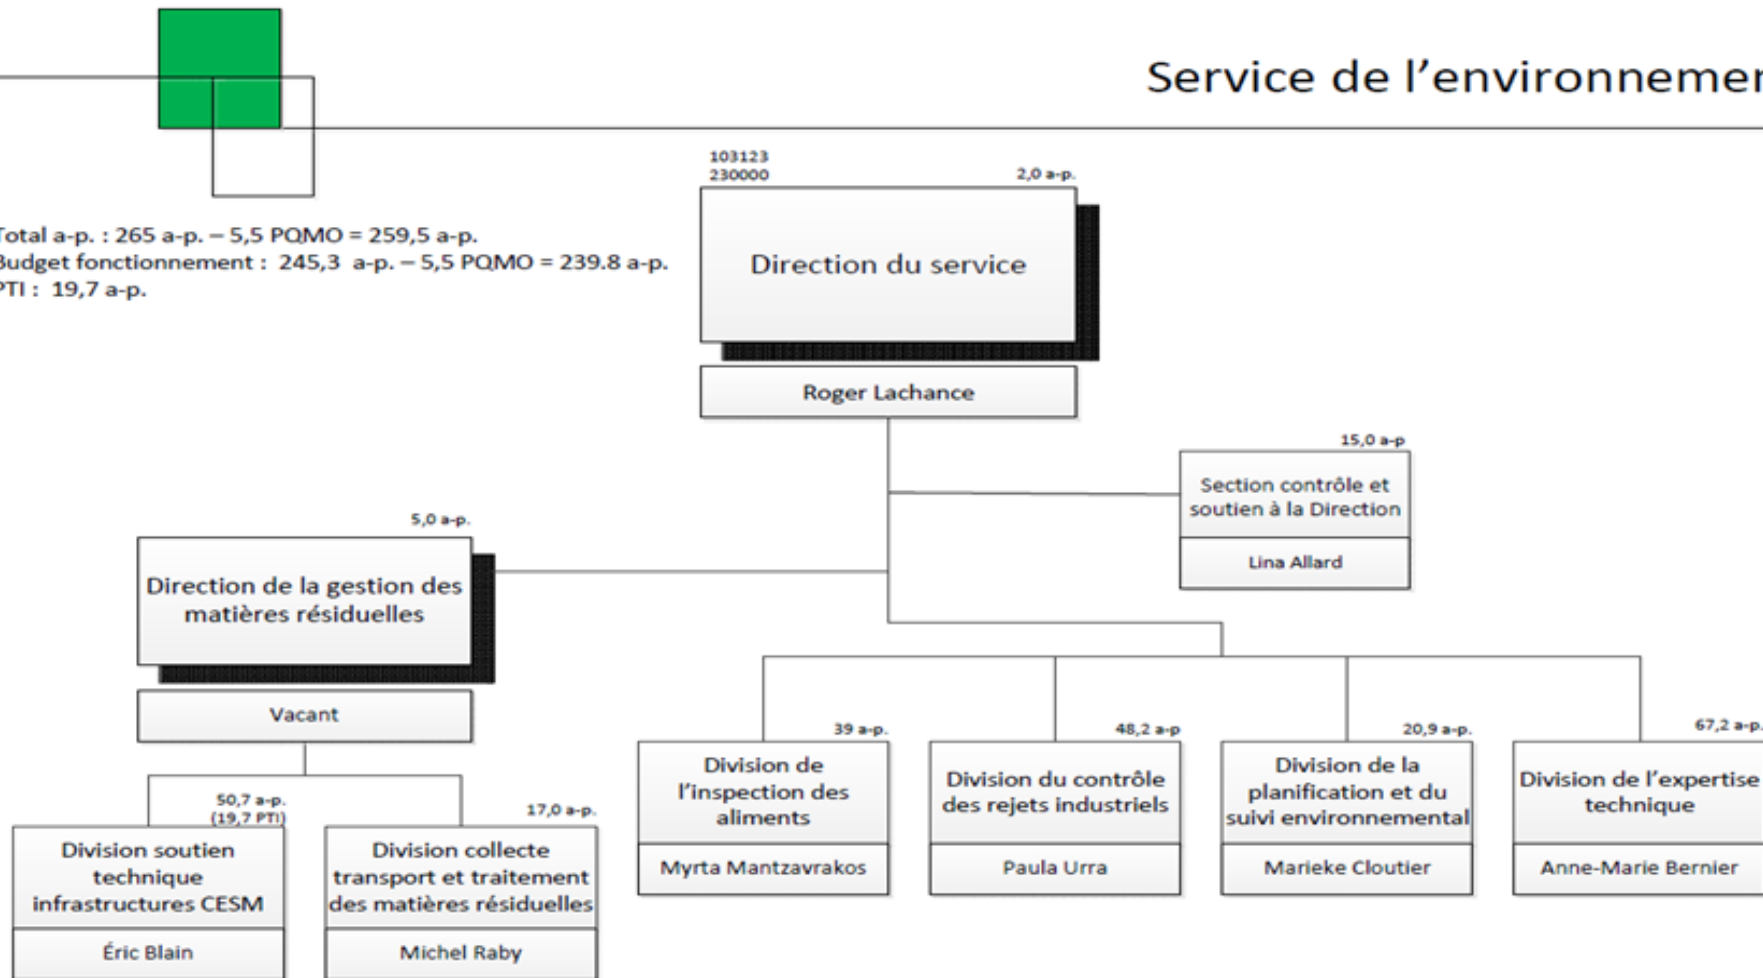 Service de l'environnemen
103123
230000
2,0 a-p.
Total a-p. : 265 a-p. – 5,5 PQMO = 259,5 a-p.
Budget fonctionnement : 245,3 a-p. – 5,5 PQMO = 239.8 a-p.
PTI : 19,7 a-p.
Direction du service
Roger Lachance
15,0 a-p
Section contrôle et
soutien à la Direction
Lina Allard
5,0 a-p.
Direction de la gestion des
matières résiduelles
Vacant
50,7 a-p.
(19,7 PTI)
Division soutien
technique
infrastructures CESM
Éric Blain
17,0 a-p.
Division collecte
transport et traitement
des matières résiduelles
Michel Raby
39 a-p.
Division de
l'inspection des
aliments
Myrta Mantzavrakos
48,2 a-p
Division du contrôle
des rejets industriels
Paula Urra
20,9 a-p.
Division de la
planification et du
suivi environnemental
Marieke Cloutier
67,2 a-p.
Division de l'expertise
technique
Anne-Marie Bernier